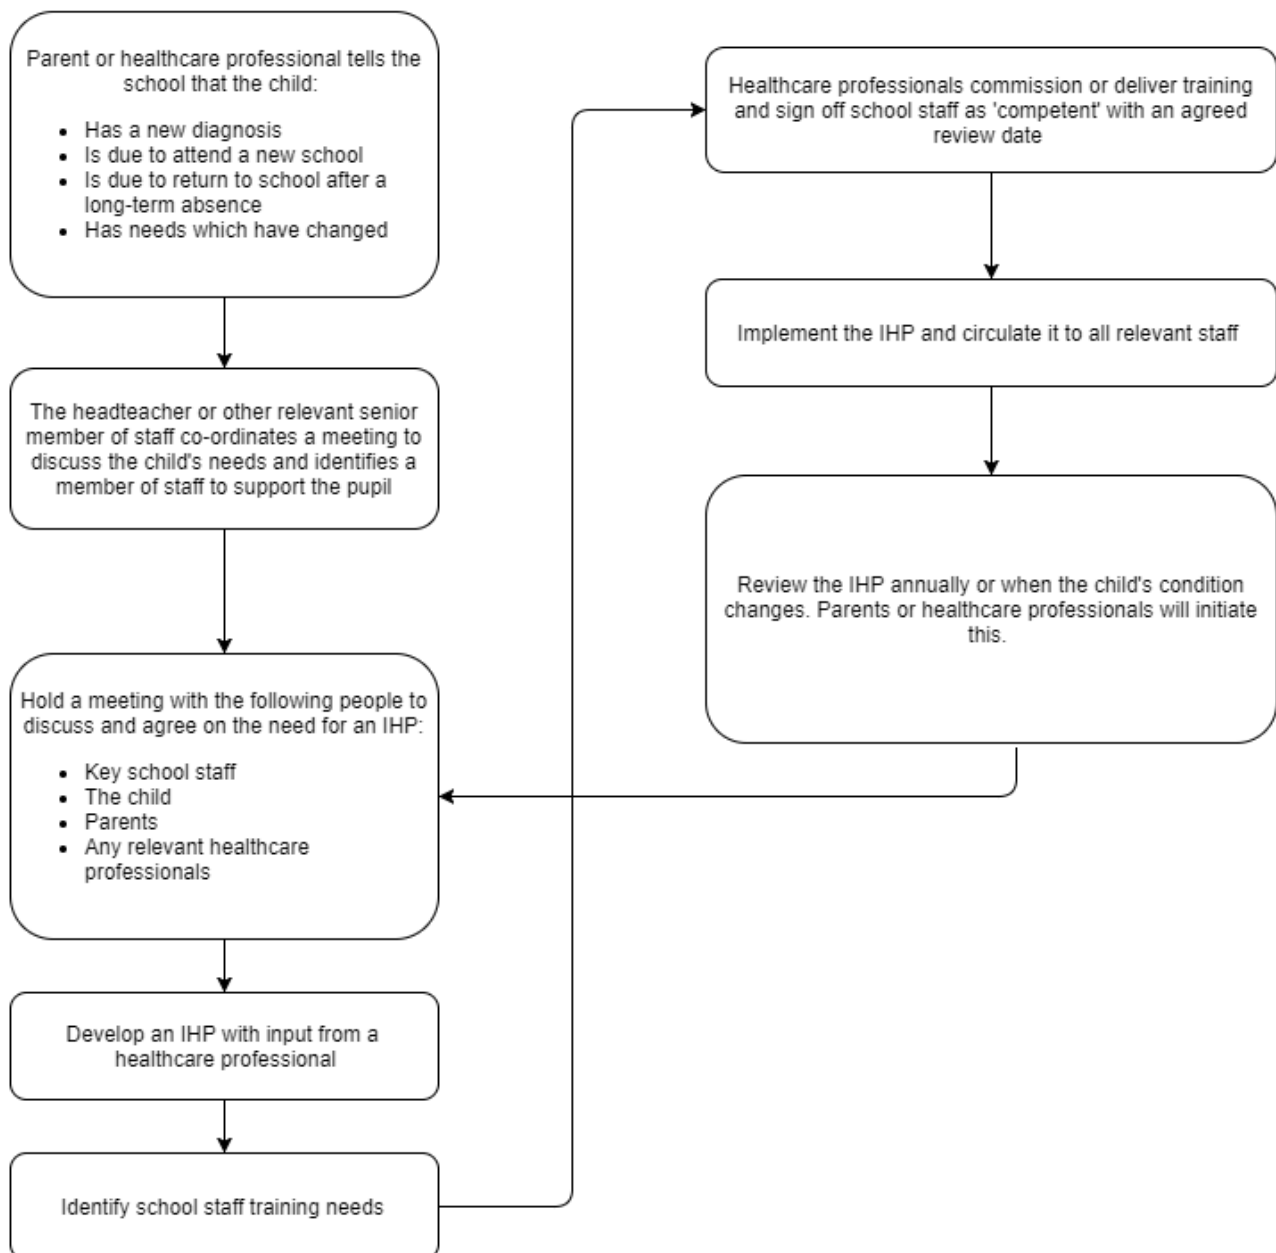 Parent or healthcare professional tells the
school that the child:
• Has a new diagnosis
• Is due to attend a new school
• Is due to return to school after a
long-term absence
• Has needs which have changed
The headteacher or other relevant senior
member of staff co-ordinates a meeting to
discuss the child's needs and identifies a
member of staff to support the pupil
Hold a meeting with the following people to
discuss and agree on the need for an IHP:
• Key school staff
• The child
• Parents
• Any relevant healthcare
professionals
Develop an IHP with input from a
healthcare professional
Identify school staff training needs
Healthcare professionals commission or deliver training
and sign off school staff as 'competent' with an agreed
review date
Implement the IHP and circulate it to all relevant staff
Review the IHP annually or when the child's condition
changes. Parents or healthcare professionals will initiate
this.